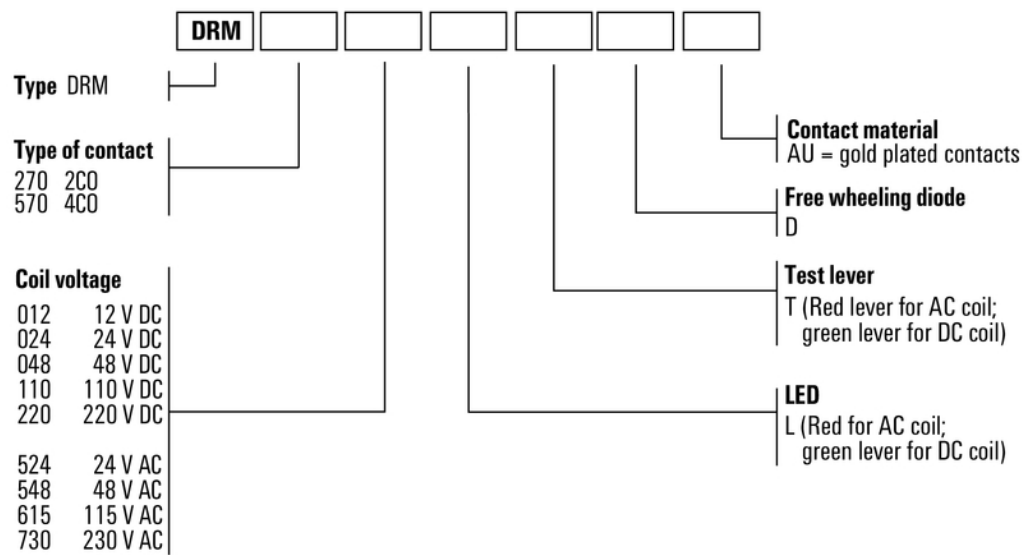 DRM
Type DRM
Type of contact
270 2CO
570 4CO
Coil voltage
012 12 V DC
024 24 V DC
048 48 V DC
110 110 V DC
220 220 V DC
524 24 V AC
548 48 V AC
615 115 V AC
730 230 V AC
Contact material
AU = gold plated contacts
Free wheeling diode
D
Test lever
T (Red lever for AC coil;
green lever for DC coil)
LED
L (Red for AC coil;
green lever for DC coil)